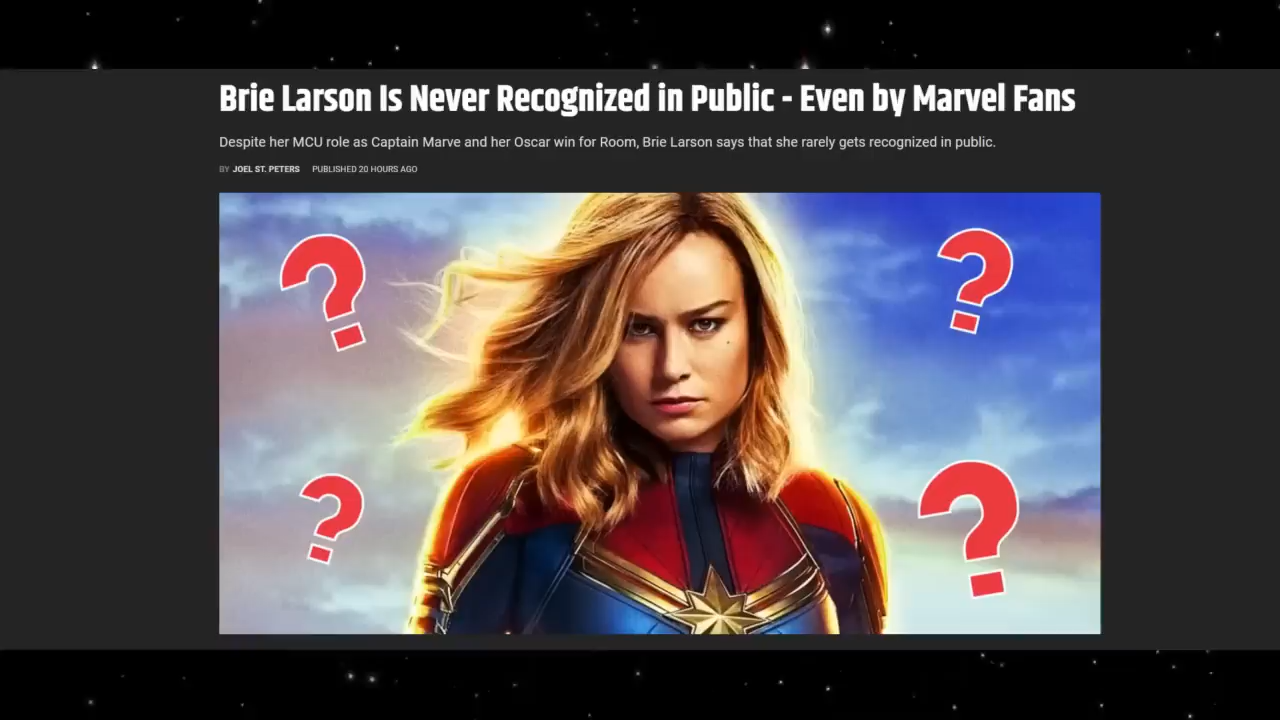 Brie Larson Is Never Recognized in Public - Even by Marvel Fans
Despite her MCU role as Captain Marve and her Oscar win for Room, Brie Larson says that she rarely gets recognized in public.
BY JOEL ST. PETERS PUBLISHED 20 HOURS AGO
? ?
? ?